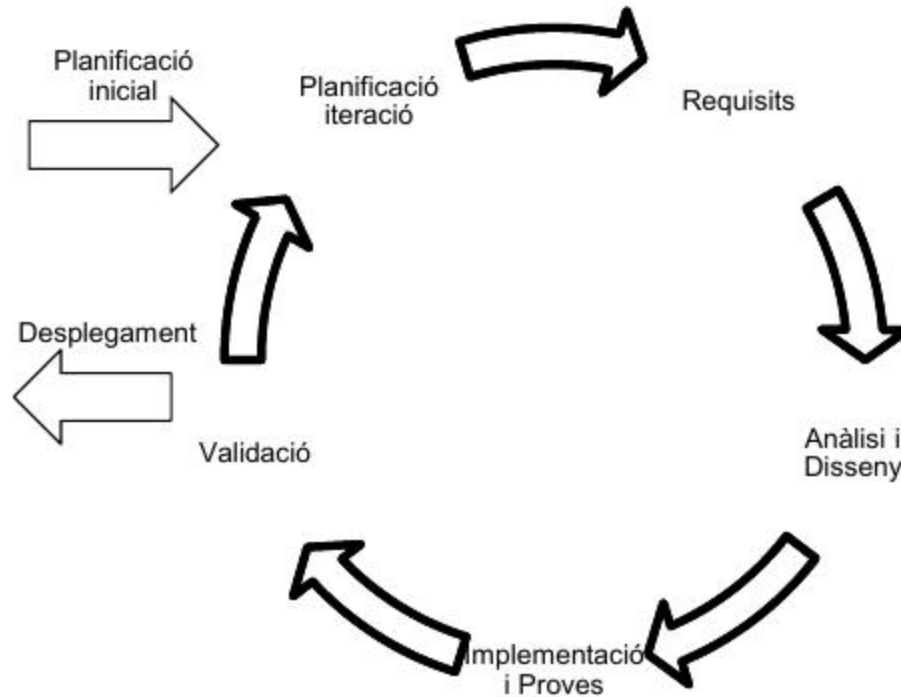 Planificació
inicial
Planificació
iteració
Requisits
Desplegament
Validació
Anàlisi i
Disseny
Implementació
i Proves